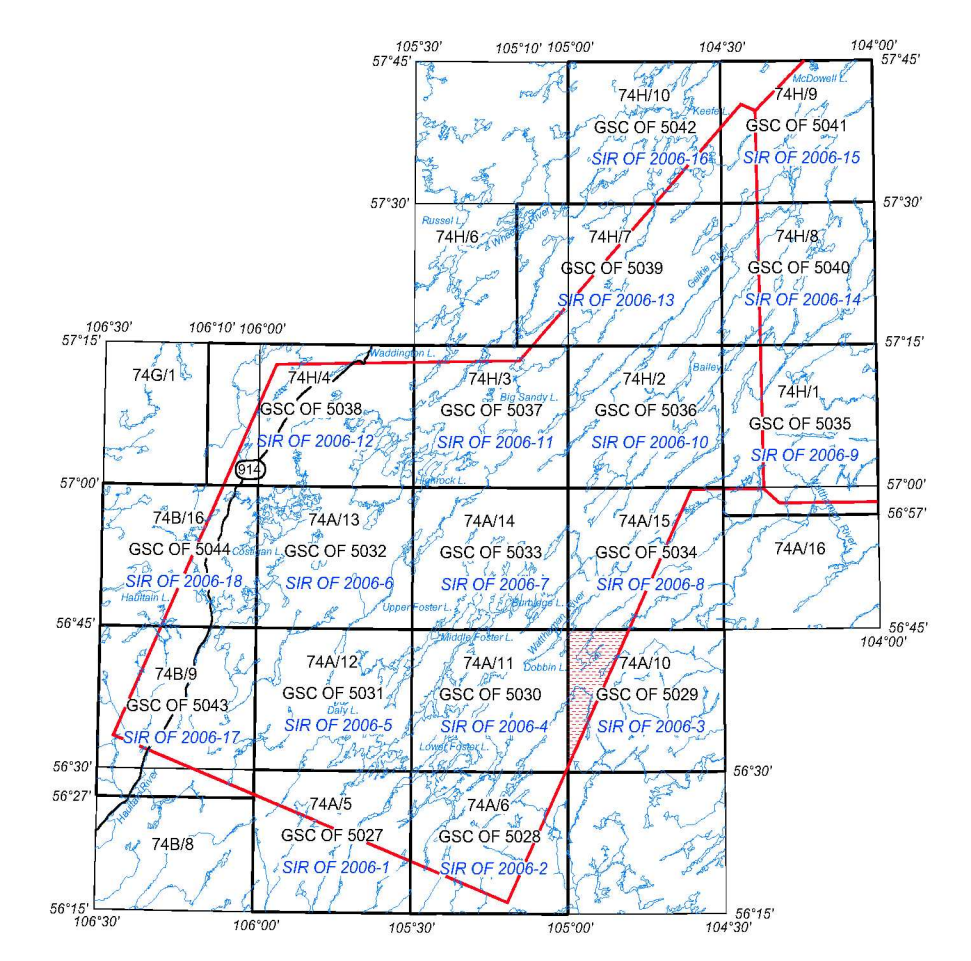 105°30'
105°10'
105°00'
104°30'
104°00'
57°45'
57°45'
McDowell L.
74H/10
74H/9
Keefe L.
GSC OF 5042
GSC OF 5041
SIR OF 2006-16
SIR OF 2006-15
57°30'
57°30'
Russel L.
Wheeler River
74H/6
74H/7
74H/8
Geikie River
GSC OF 5039
GSC OF 5040
SIR OF 2006-13
SIR OF 2006-14
106°30'
106°10'
106°00'
57°15'
57°15'
Waddington L.
74G/1
74H/4
74H/3
74H/2
Bailey L.
74H/1
Big Sandy L.
GSC OF 5038
GSC OF 5037
GSC OF 5036
GSC OF 5035
SIR OF 2006-12
SIR OF 2006-11
SIR OF 2006-10
SIR OF 2006-9
914
Highrock L.
57°00'
57°00'
Wathaman River
56°57'
74B/16
74A/13
74A/14
74A/15
74A/16
GSC OF 5044
Costigan L.
GSC OF 5032
GSC OF 5033
GSC OF 5034
SIR OF 2006-18
SIR OF 2006-6
SIR OF 2006-7
SIR OF 2006-8
Haultain L.
Upper Foster L.
Burbidge L.
56°45'
56°45'
104°00'
Middle Foster L.
Wathaman River
74B/9
74A/12
74A/11
Dobbin L.
74A/10
GSC OF 5043
GSC OF 5031
GSC OF 5030
GSC OF 5029
Daly L.
SIR OF 2006-17
SIR OF 2006-5
SIR OF 2006-4
SIR OF 2006-3
Lower Foster L.
56°30'
56°30'
Haultain River
56°27'
74A/5
74A/6
74B/8
GSC OF 5027
GSC OF 5028
SIR OF 2006-1
SIR OF 2006-2
56°15'
56°15'
106°30'
106°00'
105°30'
105°00'
104°30'